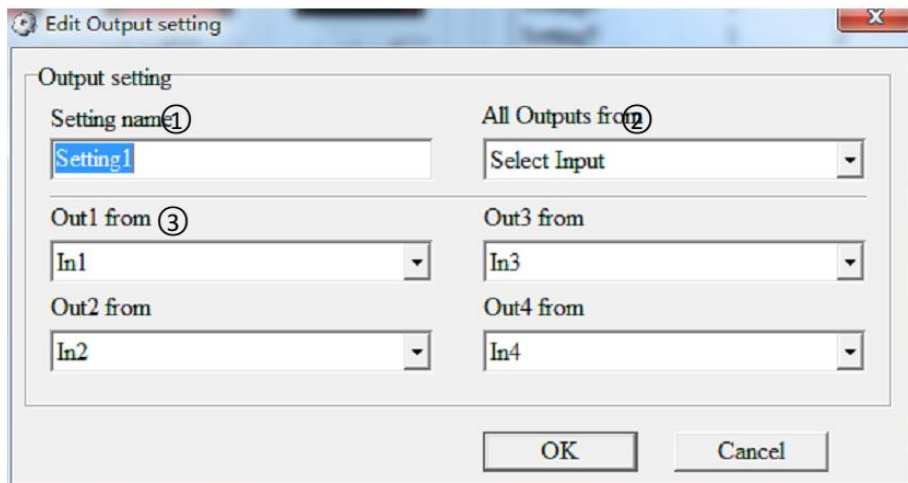 Edit Output setting
Output setting
Setting name①
All Outputs from②
Setting1
Select Input
Out1 from ③
Out3 from
In1
In3
Out2 from
Out4 from
In2
In4
OK
Cancel